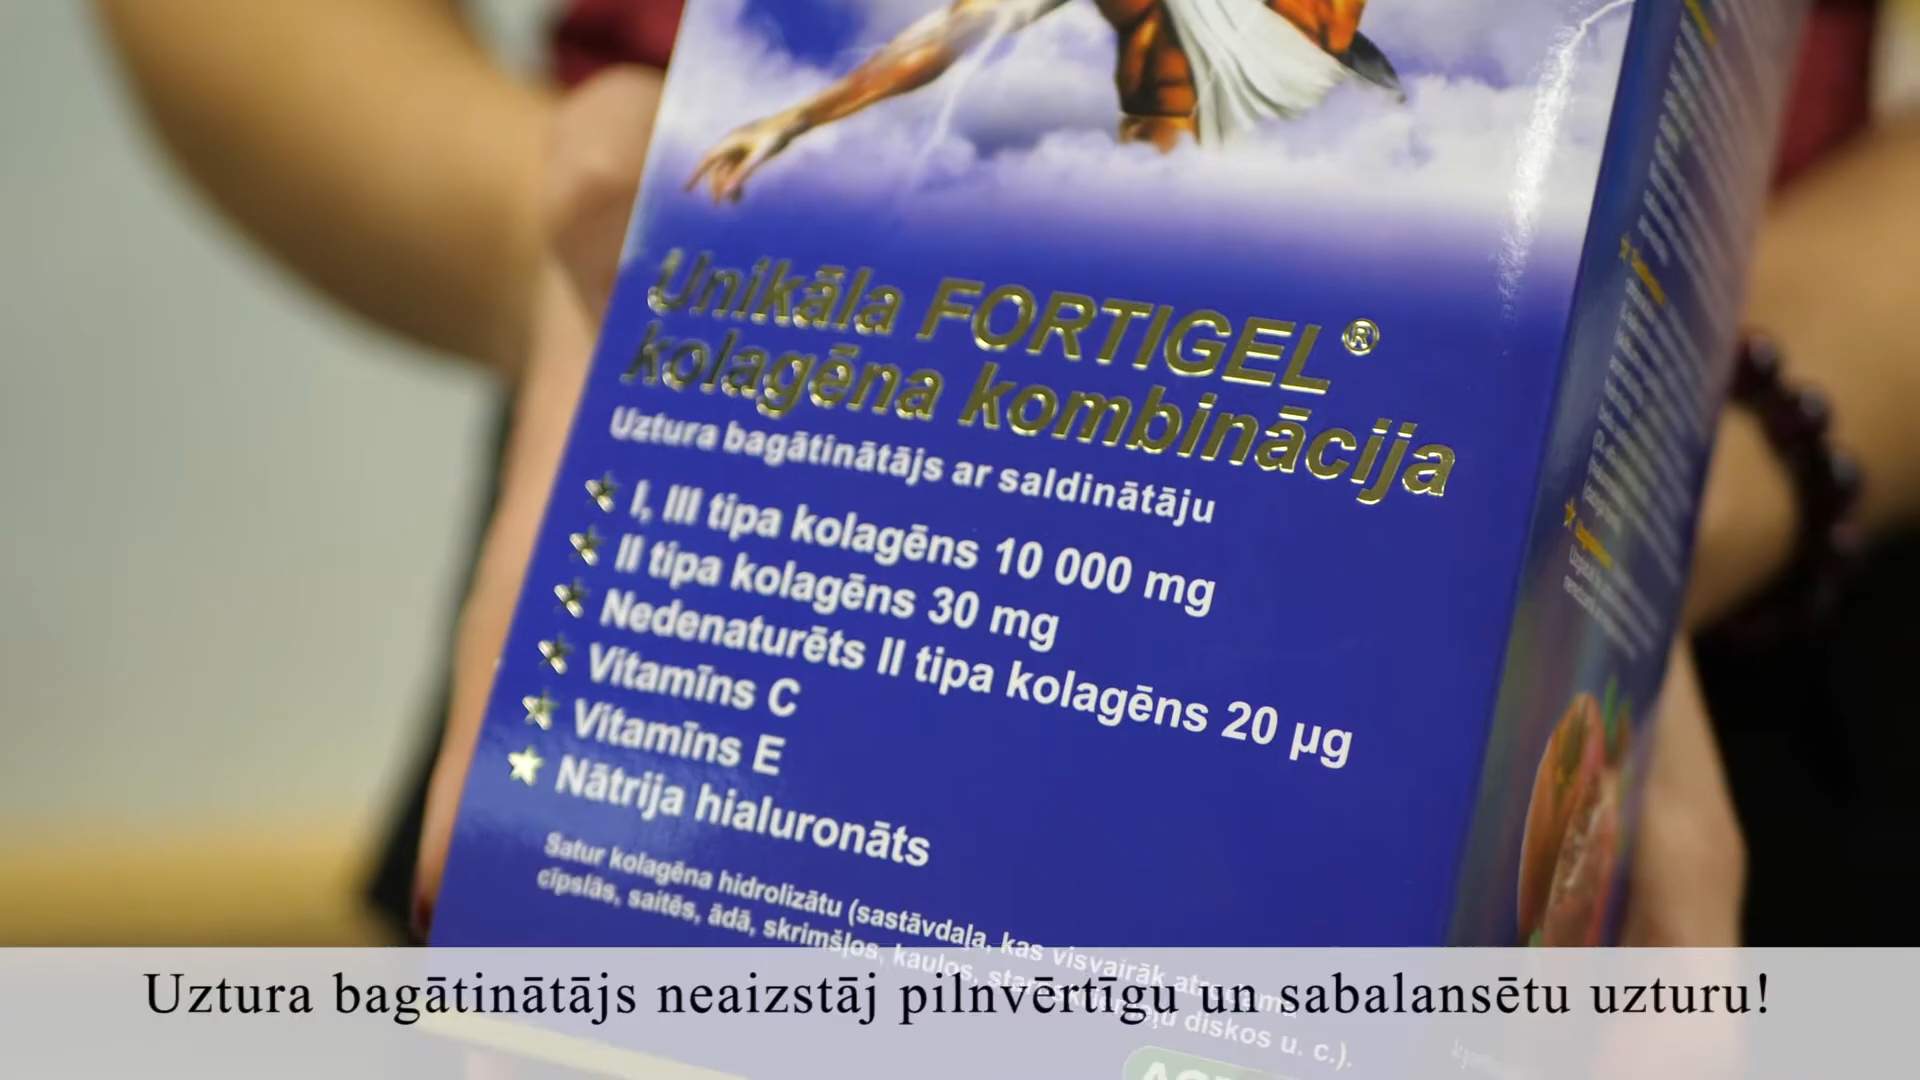 Unikāla FORTIGEL®
kolagēna kombinācija
Uztura bagātinātājs ar saldinātāju
I, III tipa kolagēns 10 000 mg
II tipa kolagēns 30 mg
Nedenaturēts II tipa kolagēns 20 µg
Vitamīns C
Vitamīns E
Nātrija hialuronāts
Satur kolagēna hidrolizātu (sastāvdaļa, kas visvairāk atrodama
cīpslās, saitēs, ādā, skrimšļos, kaulos, starpskriemeļu diskos u. c.).
Uztura bagātinātājs neaizstāj pilnvērtīgu un sabalansētu uzturu!